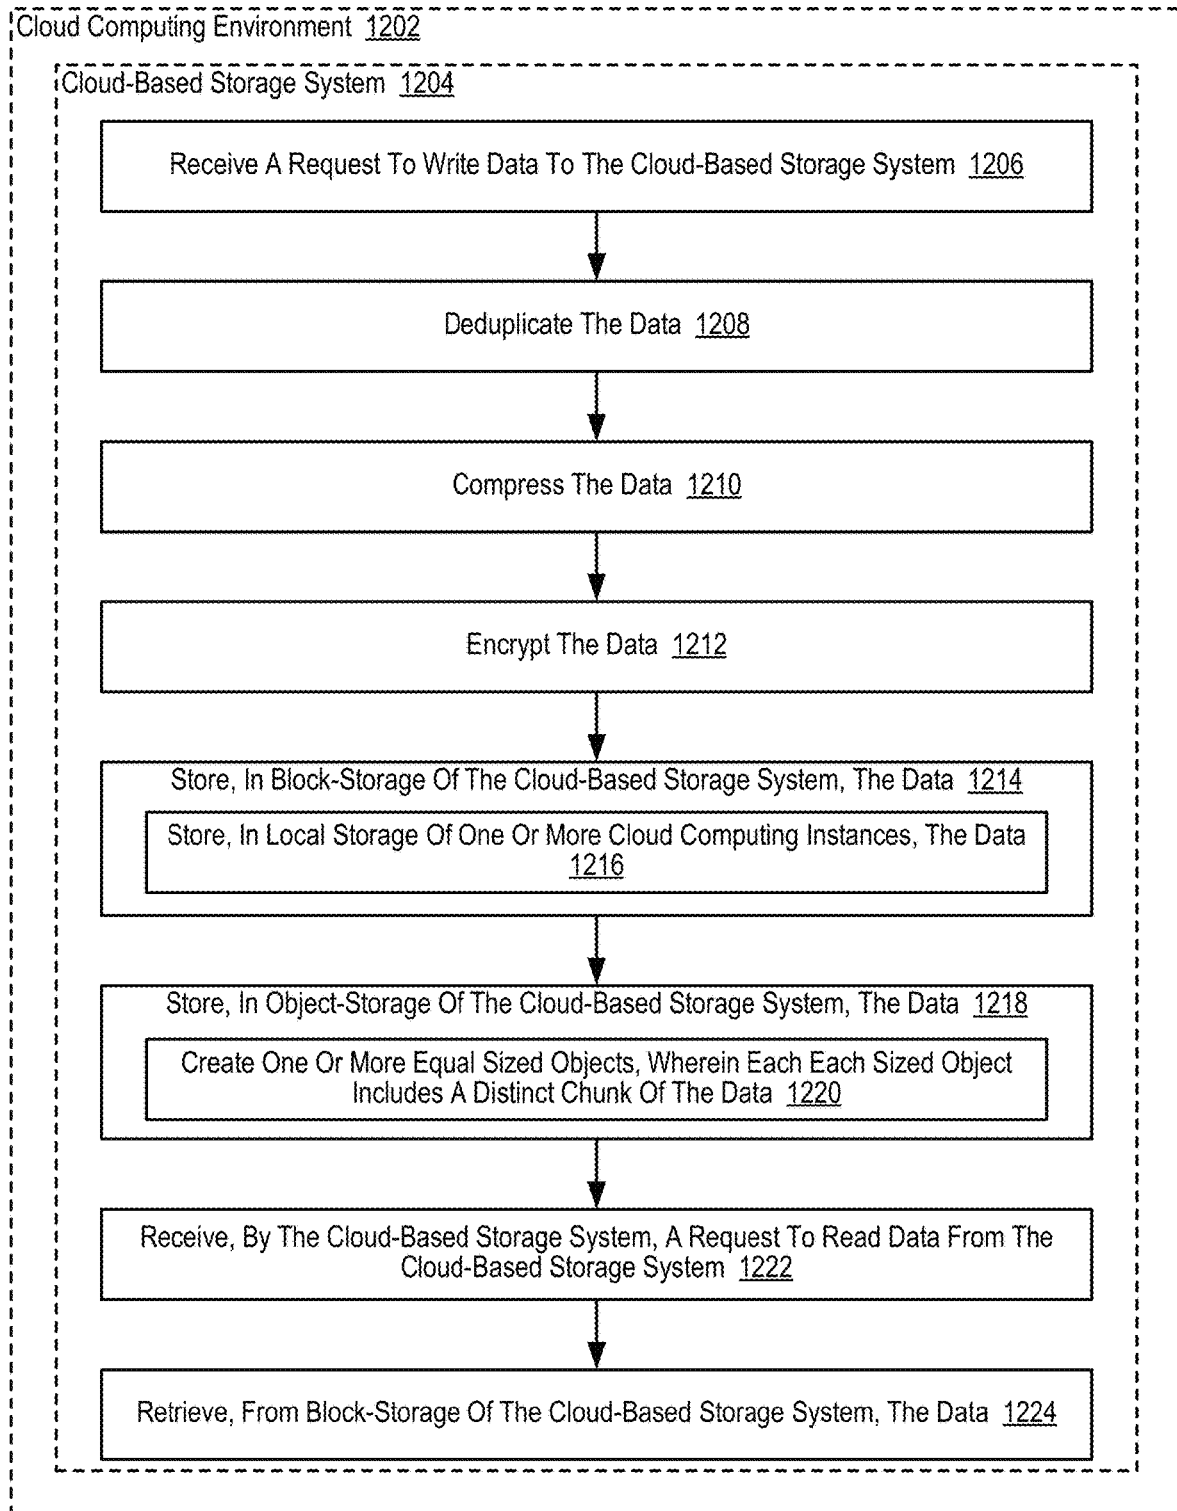 Cloud Computing Environment 1202
Cloud-Based Storage System 1204
Receive A Request To Write Data To The Cloud-Based Storage System 1206
Deduplicate The Data 1208
Compress The Data 1210
Encrypt The Data 1212
Store, In Block-Storage Of The Cloud-Based Storage System, The Data 1214
Store, In Local Storage Of One Or More Cloud Computing Instances, The Data
1216
Store, In Object-Storage Of The Cloud-Based Storage System, The Data 1218
Create One Or More Equal Sized Objects, Wherein Each Each Sized Object
Includes A Distinct Chunk Of The Data 1220
Receive, By The Cloud-Based Storage System, A Request To Read Data From The
Cloud-Based Storage System 1222
Retrieve, From Block-Storage Of The Cloud-Based Storage System, The Data 1224